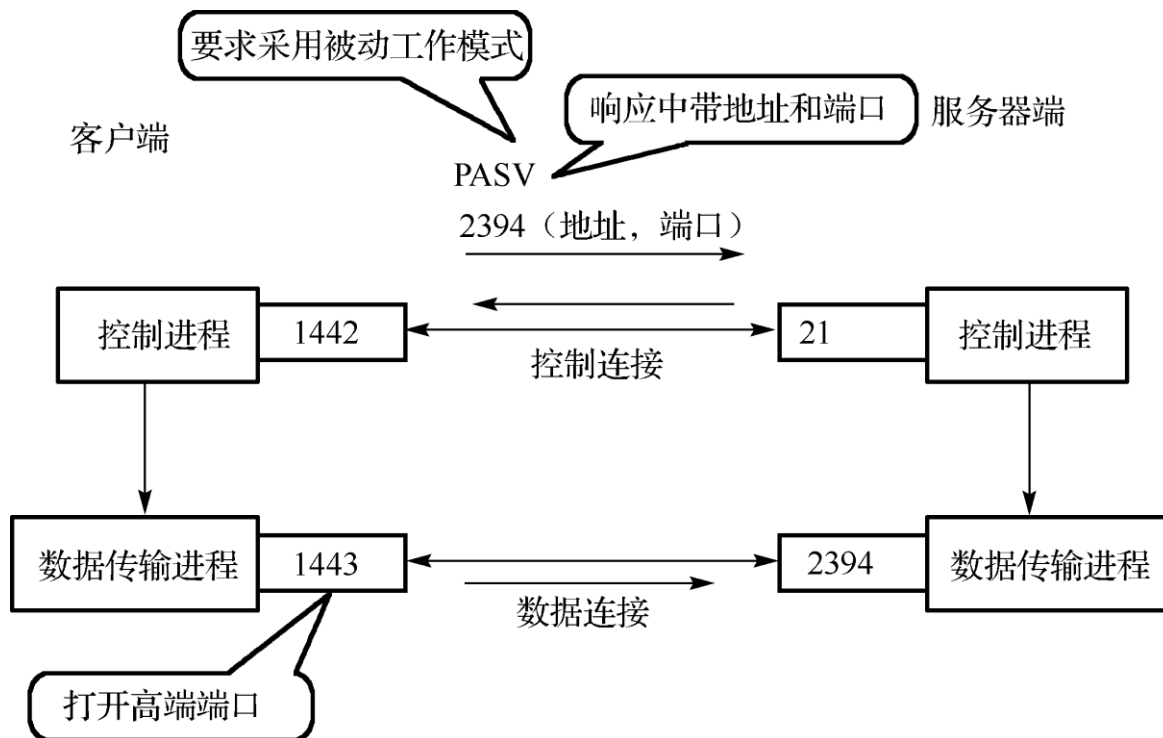 要求采用被动工作模式
响应中带地址和端口
客户端
服务器端
PASV
2394（地址，端口）
控制进程
1442
21
控制进程
控制连接
数据传输进程
1443
2394
数据传输进程
数据连接
打开高端端口